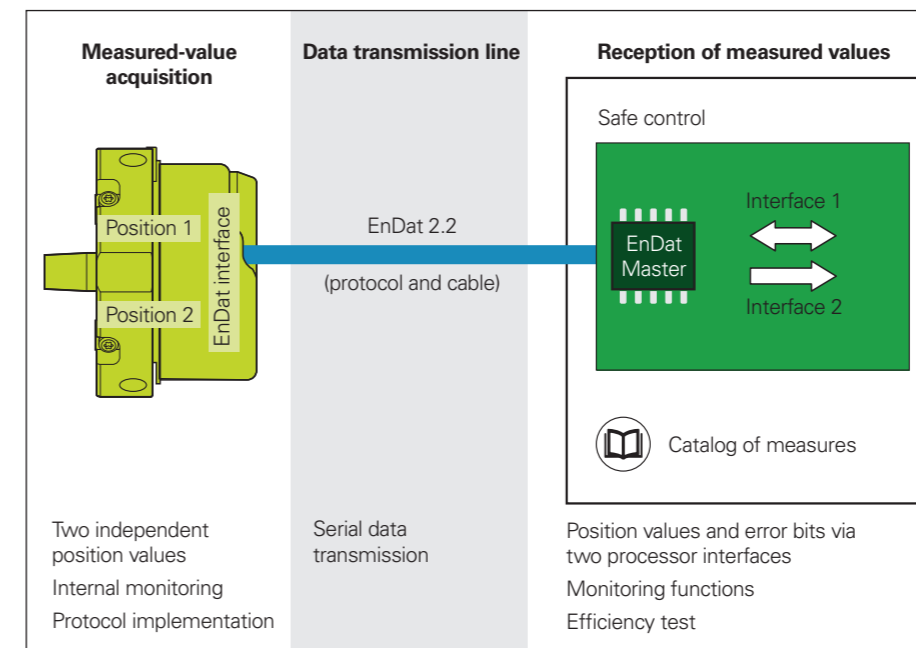 Measured-value
acquisition
Data transmission line
Reception of measured values
Position 1
Position 2
EnDat interface
EnDat 2.2
(protocol and cable)
Safe control
EnDat
Master
Interface 1
Interface 2
Catalog of measures
Two independent
position values
Internal monitoring
Protocol implementation
Serial data
transmission
Position values and error bits via
two processor interfaces
Monitoring functions
Efficiency test